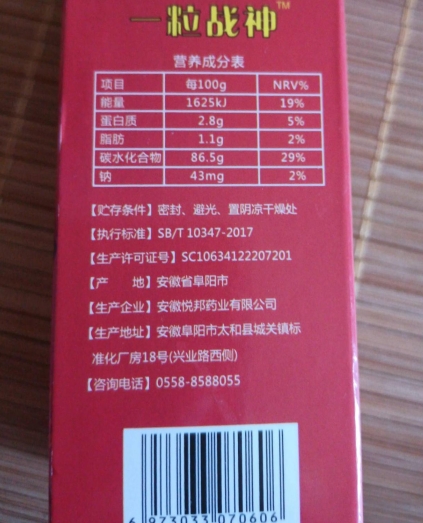 一粒战神™
营养成分表
项目 每100g NRV%
能量 1625kJ 19%
蛋白质 2.8g 5%
脂肪 1.1g 2%
碳水化合物 86.5g 29%
钠 43mg 2%
【贮存条件】密封、避光、置阴凉干燥处
【执行标准】SB/T 10347-2017
【生产许可证号】SC10634122207201
【产 地】安徽省阜阳市
【生产企业】安徽悦邦药业有限公司
【生产地址】安徽阜阳市太和县城关镇标
准化厂房18号(兴业路西侧)
【咨询电话】0558-8588055
6 973033 070606